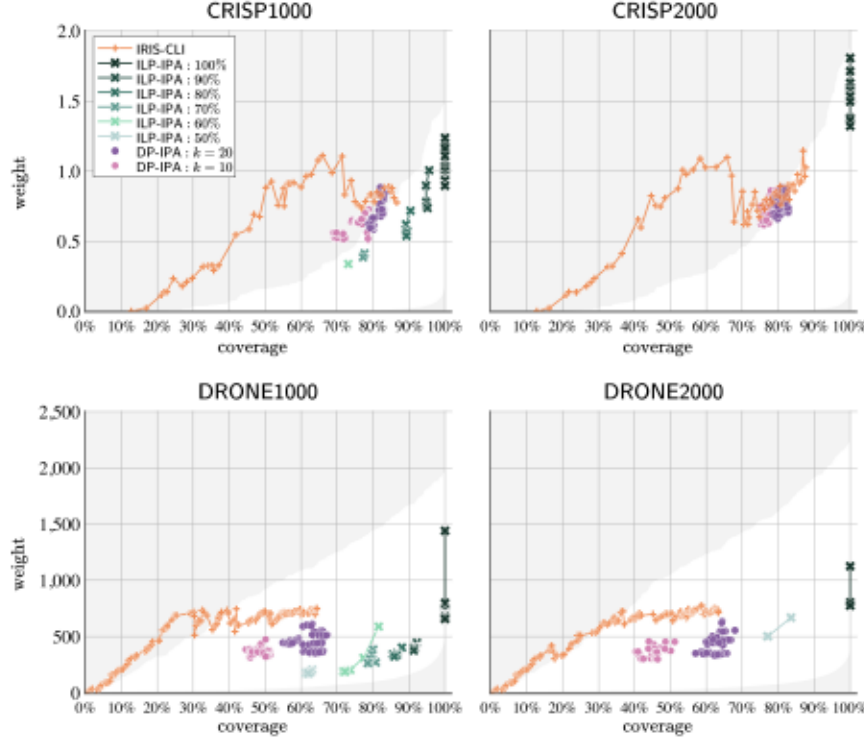 CRISP1000
CRISP2000
2.0
1.5
1.0
0.5
0.0
weight
IRIS-CLI
ILP-IPA : 100%
ILP-IPA : 90%
ILP-IPA : 80%
ILP-IPA : 70%
ILP-IPA : 60%
ILP-IPA : 50%
DP-IPA : k = 20
DP-IPA : k = 10
0% 10% 20% 30% 40% 50% 60% 70% 80% 90% 100%
0% 10% 20% 30% 40% 50% 60% 70% 80% 90% 100%
coverage
coverage
DRONE1000
DRONE2000
2,500
2,000
1,500
1,000
500
0
weight
0% 10% 20% 30% 40% 50% 60% 70% 80% 90% 100%
0% 10% 20% 30% 40% 50% 60% 70% 80% 90% 100%
coverage
coverage